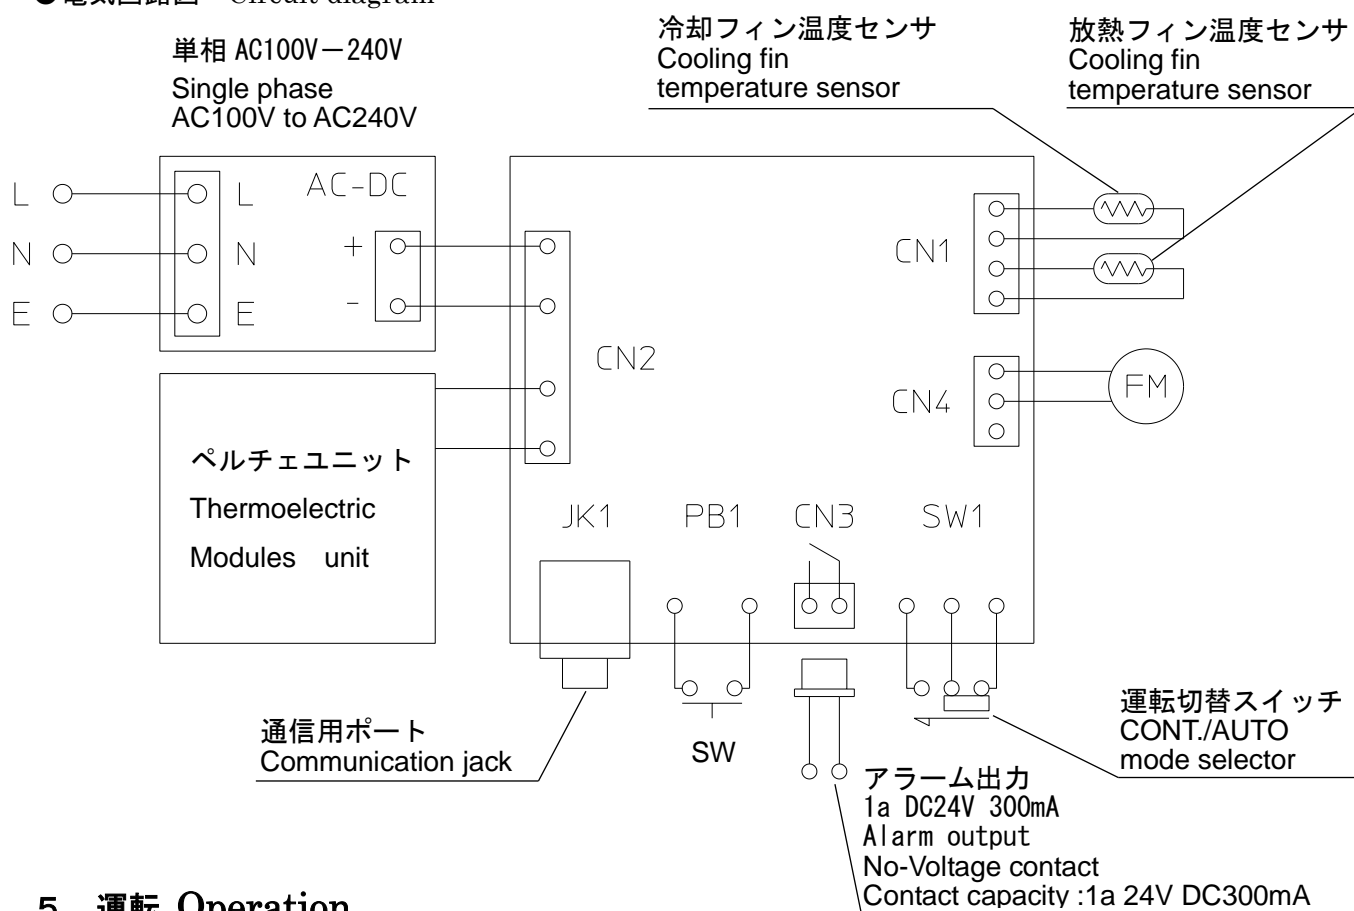 ●電気回路図 Circuit diagram
単相 AC100V－240V
Single phase
AC100V to AC240V
冷却フィン温度センサ
Cooling fin
temperature sensor
放熱フィン温度センサ
Cooling fin
temperature sensor
L
L
AC-DC
N
N
+
E
E
-
CN1
CN2
CN4
FM
ペルチェユニット
Thermoelectric
Modules unit
JK1
PB1
CN3
SW1
通信用ポート
Communication jack
SW
運転切替スイッチ
CONT./AUTO
mode selector
アラーム出力
1a DC24V 300mA
Alarm output
No-Voltage contact
Contact capacity :1a 24V DC300mA
5 運転 Operation